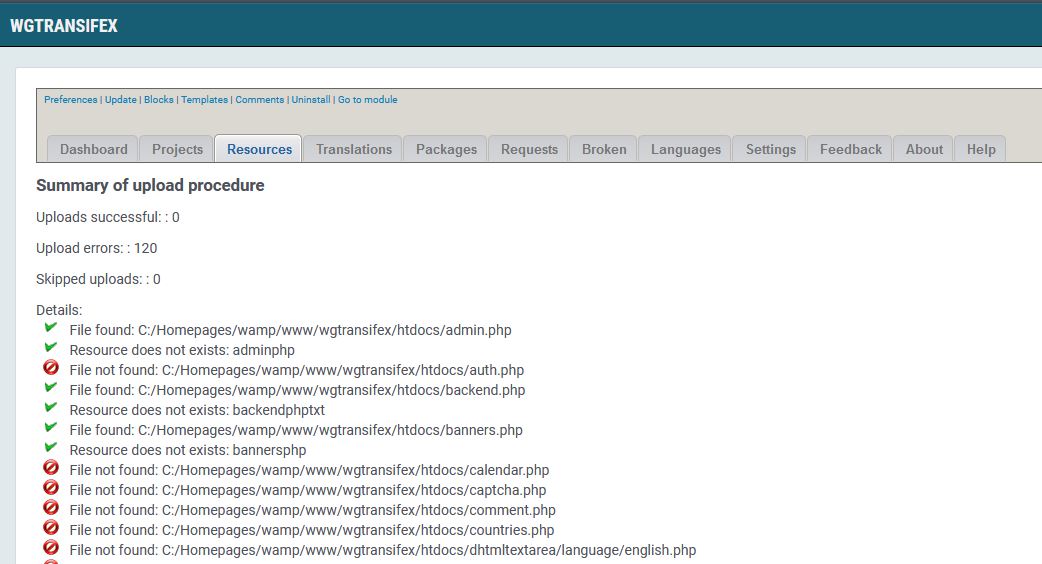 WGTRANSIFEX
Preferences | Update | Blocks | Templates | Comments | Uninstall | Go to module
Dashboard Projects Resources Translations Packages Requests Broken Languages Settings Feedback About Help
Summary of upload procedure
Uploads successful: : 0
Upload errors: : 120
Skipped uploads: : 0
Details:
File found: C:/Homepages/wamp/www/wgtransifex/htdocs/admin.php
Resource does not exists: adminphp
File not found: C:/Homepages/wamp/www/wgtransifex/htdocs/auth.php
File found: C:/Homepages/wamp/www/wgtransifex/htdocs/backend.php
Resource does not exists: backendphptxt
File found: C:/Homepages/wamp/www/wgtransifex/htdocs/banners.php
Resource does not exists: bannersphp
File not found: C:/Homepages/wamp/www/wgtransifex/htdocs/calendar.php
File not found: C:/Homepages/wamp/www/wgtransifex/htdocs/captcha.php
File not found: C:/Homepages/wamp/www/wgtransifex/htdocs/comment.php
File not found: C:/Homepages/wamp/www/wgtransifex/htdocs/countries.php
File not found: C:/Homepages/wamp/www/wgtransifex/htdocs/dhtmltextarea/language/english.php